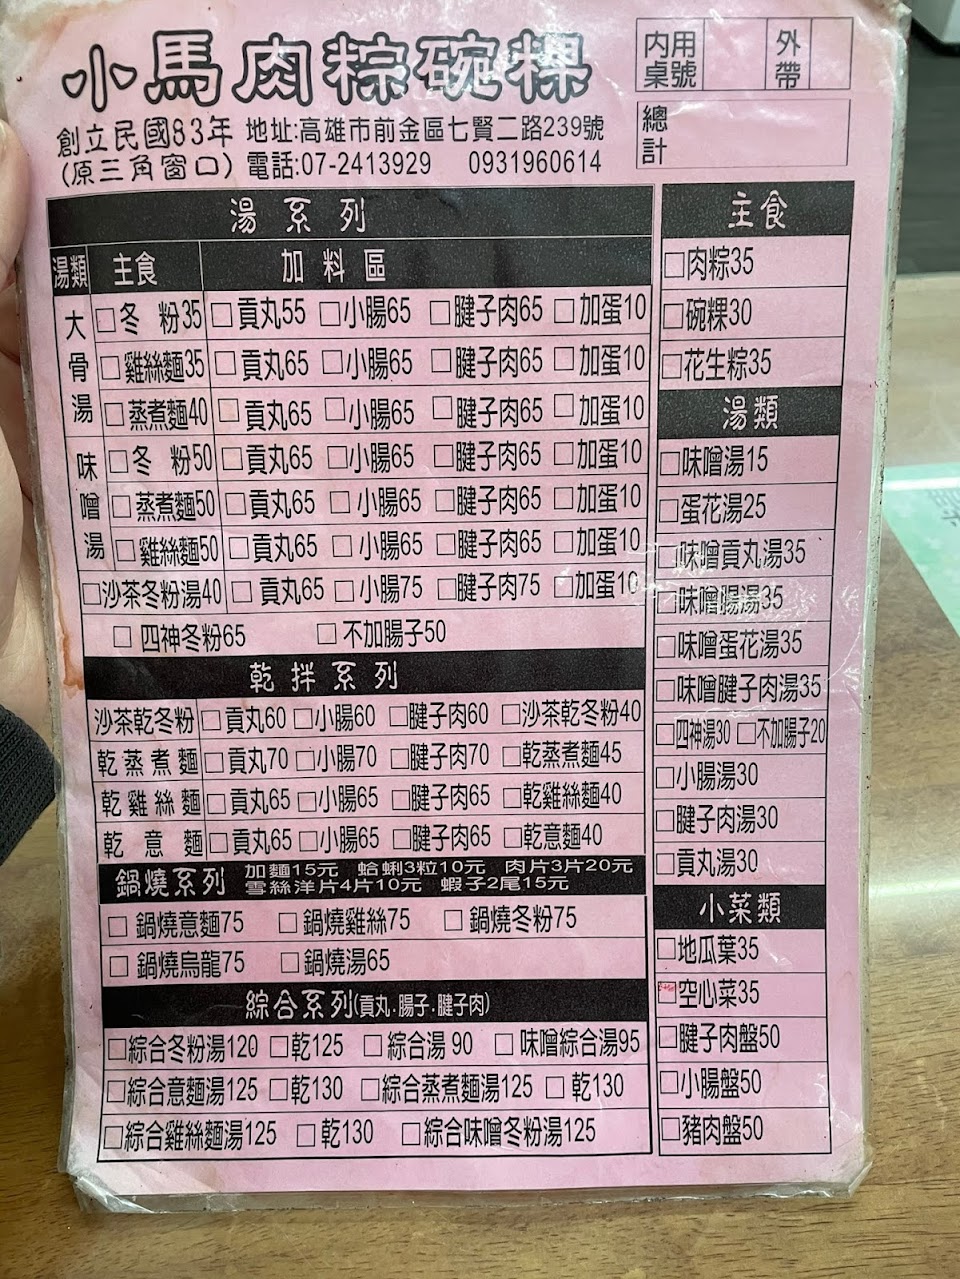 小馬肉粽碗粿
創立民國83年 地址:高雄市前金區七賢二路239號
(原三角窗口) 電話:07-2413929 0931960614
內用桌號 外帶
總計
湯系列
湯類 主食 加料區
大骨湯
□冬 粉35 □貢丸55 □小腸65 □腱子肉65 □加蛋10
□雞絲麵35 □貢丸65 □小腸65 □腱子肉65 □加蛋10
□蒸煮麵40 □貢丸65 □小腸65 □腱子肉65 □加蛋10
味噌湯
□冬 粉50 □貢丸65 □小腸65 □腱子肉65 □加蛋10
□蒸煮麵50 □貢丸65 □小腸65 □腱子肉65 □加蛋10
□雞絲麵50 □貢丸65 □小腸65 □腱子肉65 □加蛋10
□沙茶冬粉湯40 □貢丸65 □小腸75 □腱子肉75 □加蛋10
□四神冬粉65 □不加腸子50
乾拌系列
沙茶乾冬粉 □貢丸60 □小腸60 □腱子肉60 □沙茶乾冬粉40
乾蒸煮麵 □貢丸70 □小腸70 □腱子肉70 □乾蒸煮麵45
乾雞絲麵 □貢丸65 □小腸65 □腱子肉65 □乾雞絲麵40
乾意麵 □貢丸65 □小腸65 □腱子肉65 □乾意麵40
鍋燒系列 加麵15元 蛤蜊3粒10元 肉片3片20元
雪絲洋片4片10元 蝦子2尾15元
□鍋燒意麵75 □鍋燒雞絲75 □鍋燒冬粉75
□鍋燒烏龍75 □鍋燒湯65
綜合系列(貢丸.腸子.腱子肉)
□綜合冬粉湯120 □乾125 □綜合湯 90 □味噌綜合湯95
□綜合意麵湯125 □乾130 □綜合蒸煮麵湯125 □乾130
□綜合雞絲麵湯125 □乾130 □綜合味噌冬粉湯125
主食
□肉粽35
□碗粿30
□花生粽35
湯類
□味噌湯15
□蛋花湯25
□味噌貢丸湯35
□味噌腸湯35
□味噌蛋花湯35
□味噌腱子肉湯35
□四神湯30 □不加腸子20
□小腸湯30
□腱子肉湯30
□貢丸湯30
小菜類
□地瓜葉35
□空心菜35
□腱子肉盤50
□小腸盤50
□豬肉盤50